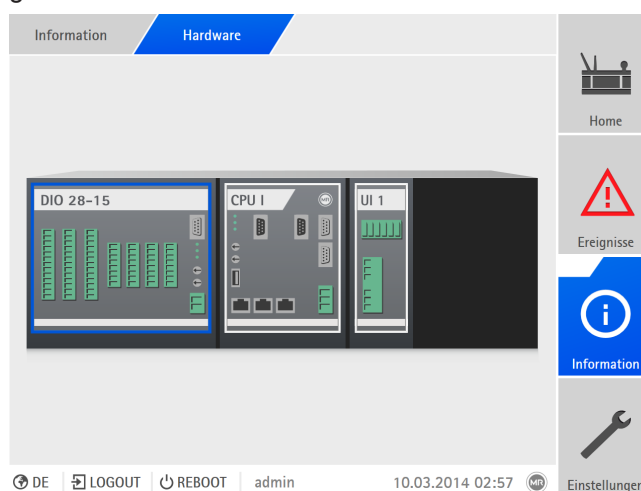 Information
Hardware
Home
DIO 28-15
CPU I
MR
UI 1
Ereignisse
Information
DE
LOGOUT
REBOOT
admin
10.03.2014 02:57
MR